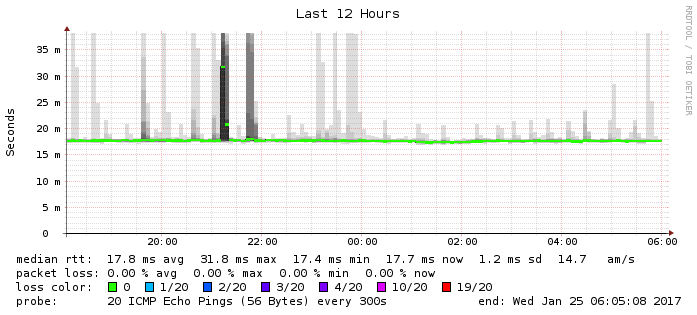 Last 12 Hours
RRDTOOL / TOBI OETIKER
Seconds
35 m
30 m
25 m
20 m
15 m
10 m
5 m
0
20:00 22:00 00:00 02:00 04:00 06:00
median rtt: 17.8 ms avg 31.8 ms max 17.4 ms min 17.7 ms now 1.2 ms sd 14.7 am/s
packet loss: 0.00 % avg 0.00 % max 0.00 % min 0.00 % now
loss color: 0 1/20 2/20 3/20 4/20 10/20 19/20
probe: 20 ICMP Echo Pings (56 Bytes) every 300s end: Wed Jan 25 06:05:08 2017